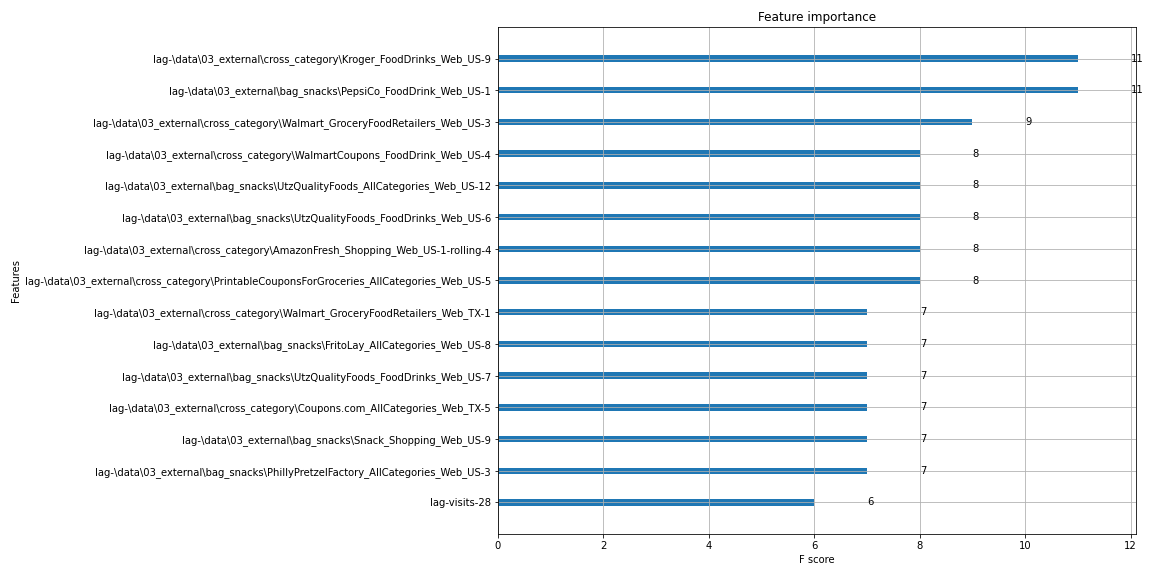 Feature importance
Features
lag-\data\03_external\cross_category\Kroger_FoodDrinks_Web_US-9 11
lag-\data\03_external\bag_snacks\PepsiCo_FoodDrink_Web_US-1 11
lag-\data\03_external\cross_category\Walmart_GroceryFoodRetailers_Web_US-3 9
lag-\data\03_external\cross_category\WalmartCoupons_FoodDrink_Web_US-4 8
lag-\data\03_external\bag_snacks\UtzQualityFoods_AllCategories_Web_US-12 8
lag-\data\03_external\bag_snacks\UtzQualityFoods_FoodDrinks_Web_US-6 8
lag-\data\03_external\cross_category\AmazonFresh_Shopping_Web_US-1-rolling-4 8
lag-\data\03_external\cross_category\PrintableCouponsForGroceries_AllCategories_Web_US-5 8
lag-\data\03_external\cross_category\Walmart_GroceryFoodRetailers_Web_TX-1 7
lag-\data\03_external\bag_snacks\FritoLay_AllCategories_Web_US-8 7
lag-\data\03_external\bag_snacks\UtzQualityFoods_FoodDrinks_Web_US-7 7
lag-\data\03_external\cross_category\Coupons.com_AllCategories_Web_TX-5 7
lag-\data\03_external\bag_snacks\Snack_Shopping_Web_US-9 7
lag-\data\03_external\bag_snacks\PhillyPretzelFactory_AllCategories_Web_US-3 7
lag-visits-28 6
0 2 4 6 8 10 12
F score